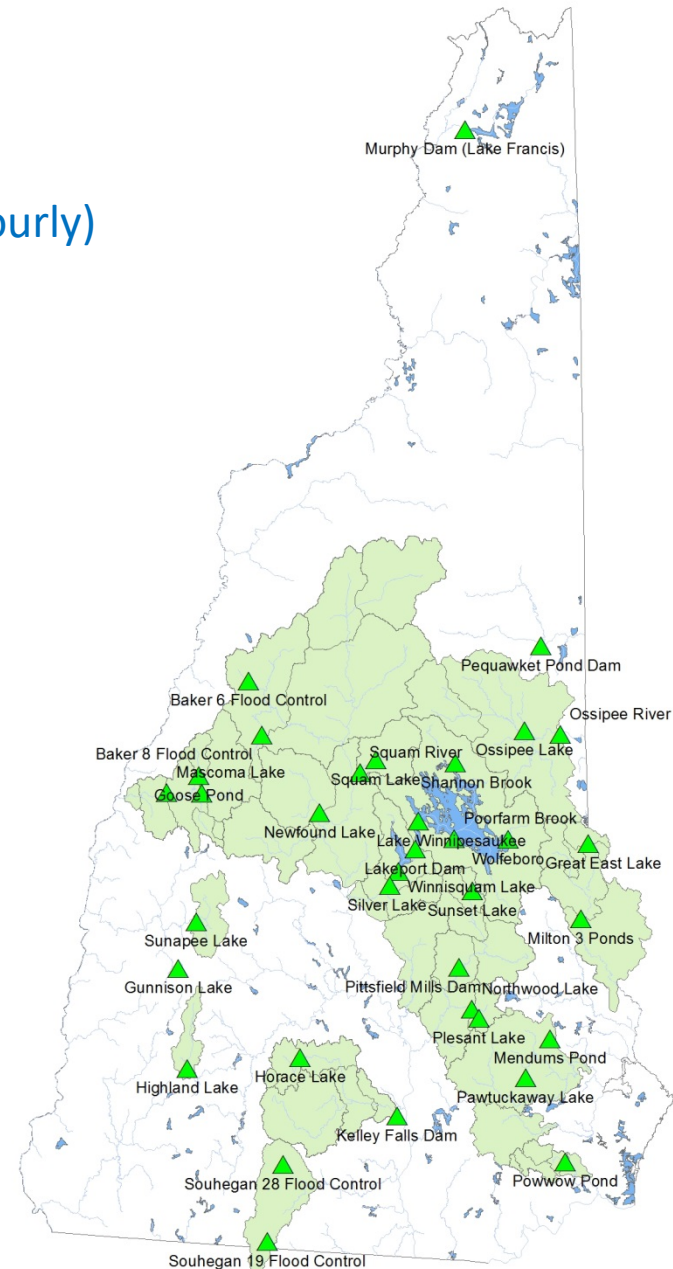 Murphy Dam (Lake Francis)
ourly)
Pequawket Pond Dam
Baker 6 Flood Control
Ossipee River
Ossipee Lake
Baker 8 Flood Control
Squam River
Mascoma Lake
Squam Lake
Shannon Brook
Goose Pond
Newfound Lake
Poorfarm Brook
Lake Winnipesaukee
Wolfeboro
Great East Lake
Lakeport Dam
Winnisquam Lake
Silver Lake
Sunset Lake
Milton 3 Ponds
Sunapee Lake
Gunnison Lake
Pittsfield Mills Dam
Northwood Lake
Plesant Lake
Mendums Pond
Horace Lake
Highland Lake
Pawtuckaway Lake
Kelley Falls Dam
Souhegan 28 Flood Control
Powwow Pond
Souhegan 19 Flood Control